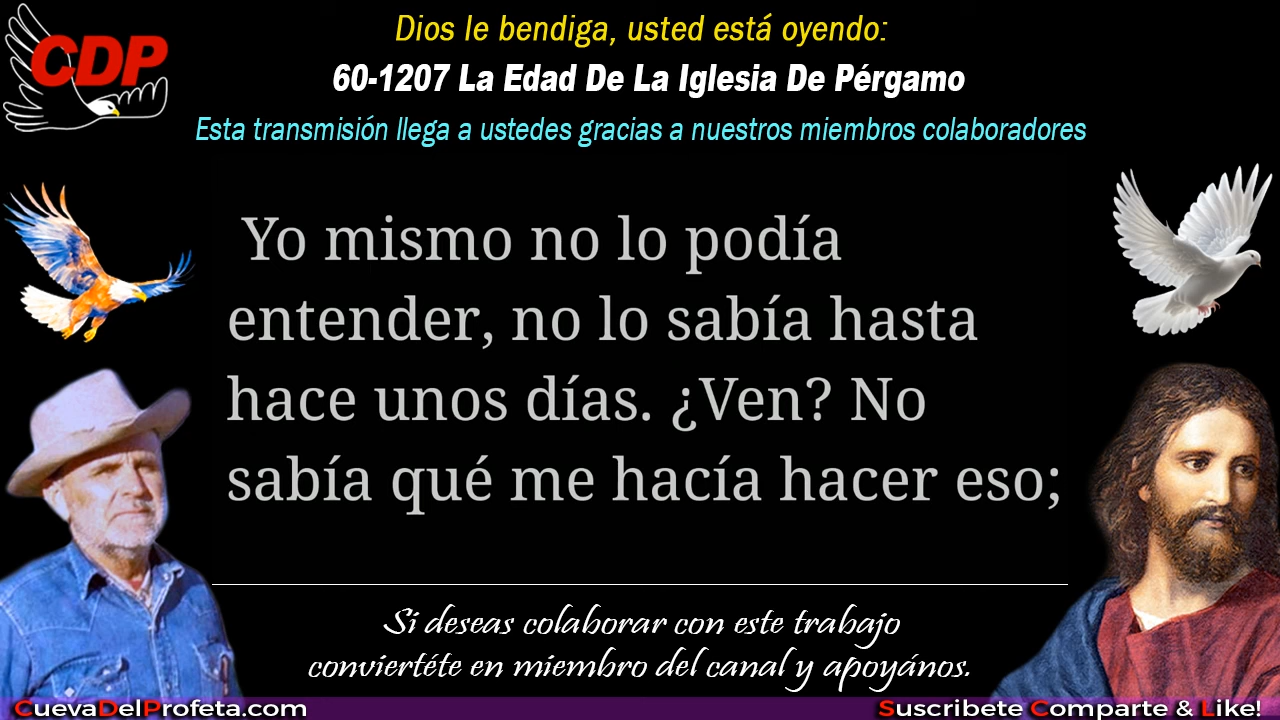 CDP
Dios le bendiga, usted está oyendo:
60-1207 La Edad De La Iglesia De Pérgamo
Esta transmisión llega a ustedes gracias a nuestros miembros colaboradores
Yo mismo no lo podía
entender, no lo sabía hasta
hace unos días. ¿Ven? No
sabía qué me hacía hacer eso;
Si deseas colaborar con este trabajo
conviertéte en miembro del canal y apoyános.
CuevaDelProfeta.com
Suscribete Comparte & Like!